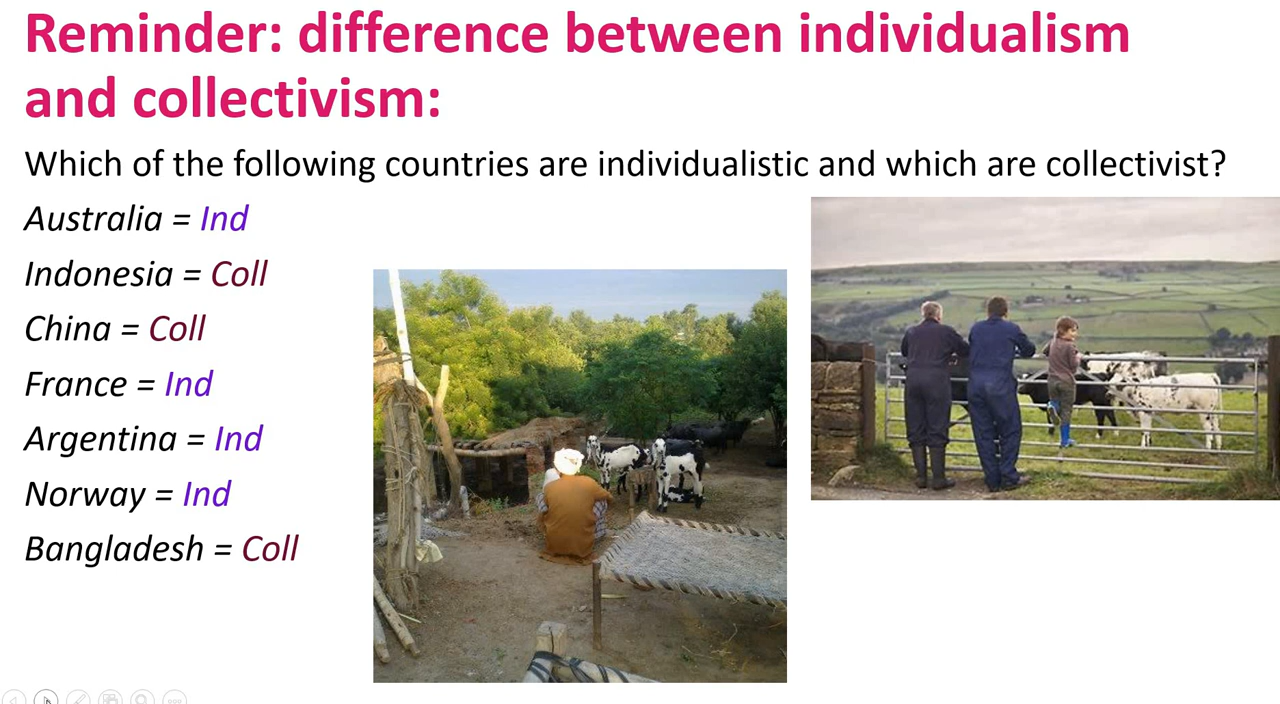 Reminder: difference between individualism
and collectivism:
Which of the following countries are individualistic and which are collectivist?
Australia = Ind
Indonesia = Coll
China = Coll
France = Ind
Argentina = Ind
Norway = Ind
Bangladesh = Coll